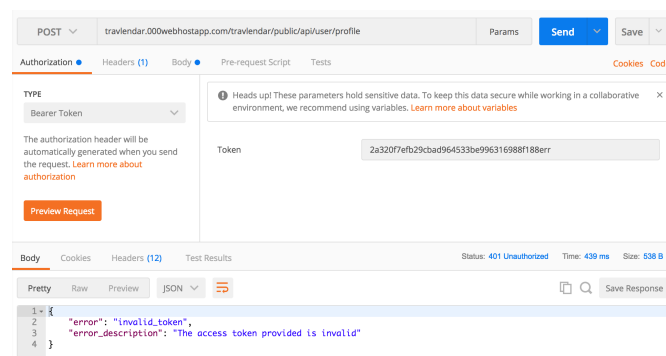 POST travlendar.000webhostapp.com/travlendar/public/api/user/profile Params Send Save
Authorization Headers (1) Body Pre-request Script Tests Cookies Cod
TYPE
Bearer Token
The authorization header will be
automatically generated when you send
the request. Learn more about
authorization
Preview Request
Heads up! These parameters hold sensitive data. To keep this data secure while working in a collaborative
environment, we recommend using variables. Learn more about variables
Token 2a320f7efb29cbad964533be996316988f188err
Body Cookies Headers (12) Test Results Status: 401 Unauthorized Time: 439 ms Size: 538 B
Pretty Raw Preview JSON Save Response
1 {
2 "error": "invalid_token",
3 "error_description": "The access token provided is invalid"
4 }